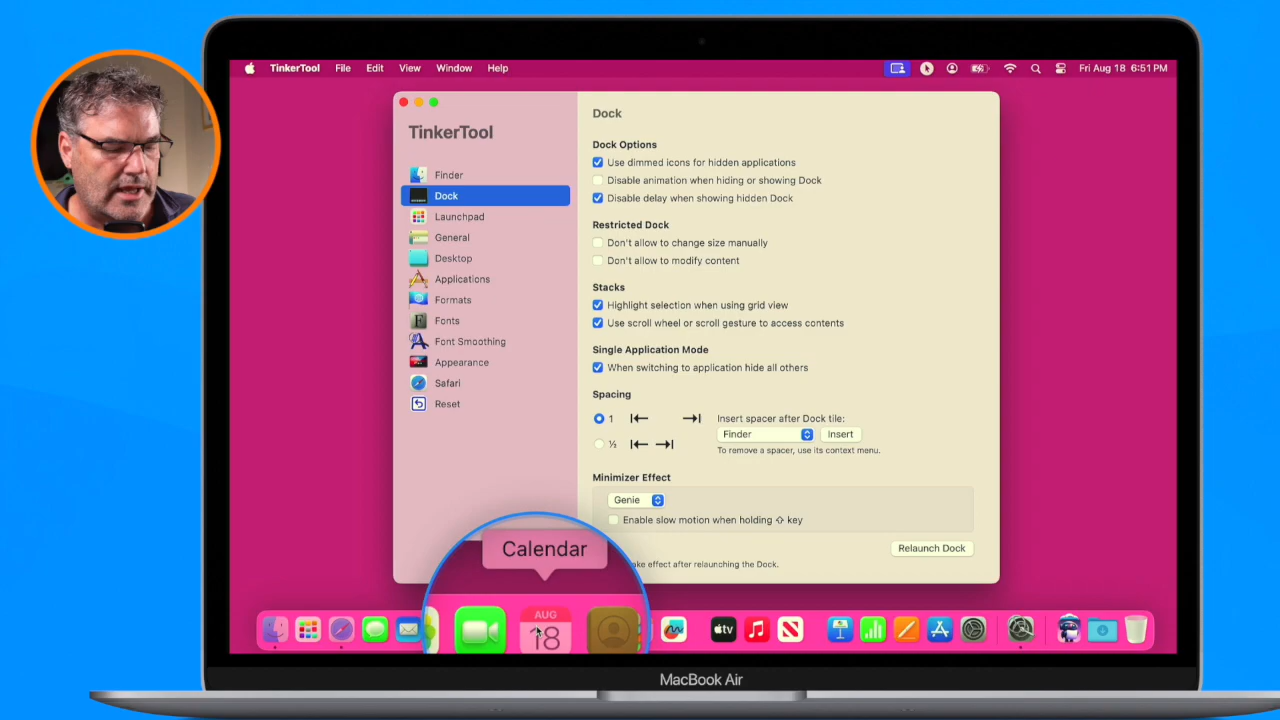 TinkerTool File Edit View Window Help Fri Aug 18 6:51 PM
TinkerTool
Finder
Dock
Launchpad
General
Desktop
Applications
Formats
Fonts
Font Smoothing
Appearance
Safari
Reset
Dock
Dock Options
Use dimmed icons for hidden applications
Disable animation when hiding or showing Dock
Disable delay when showing hidden Dock
Restricted Dock
Don't allow to change size manually
Don't allow to modify content
Stacks
Highlight selection when using grid view
Use scroll wheel or scroll gesture to access contents
Single Application Mode
When switching to application hide all others
Spacing
1
½
Insert spacer after Dock tile:
Finder Insert
To remove a spacer, use its context menu.
Minimizer Effect
Genie
Enable slow motion when holding ⇧ key
Relaunch Dock
effect after relaunching the Dock.
Calendar
AUG
18
tv
MacBook Air